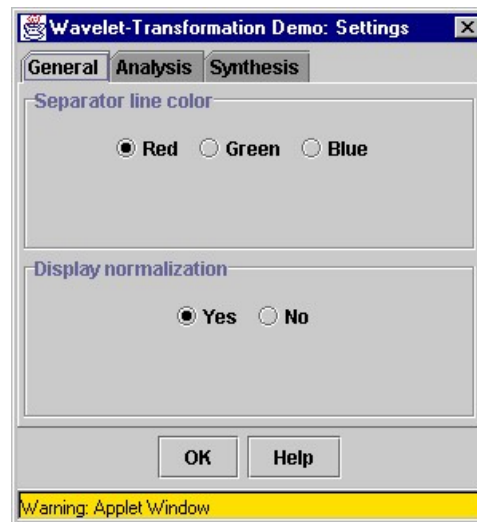 Wavelet-Transformation Demo: Settings
General Analysis Synthesis
Separator line color
Red Green Blue
Display normalization
Yes No
OK Help
Warning: Applet Window